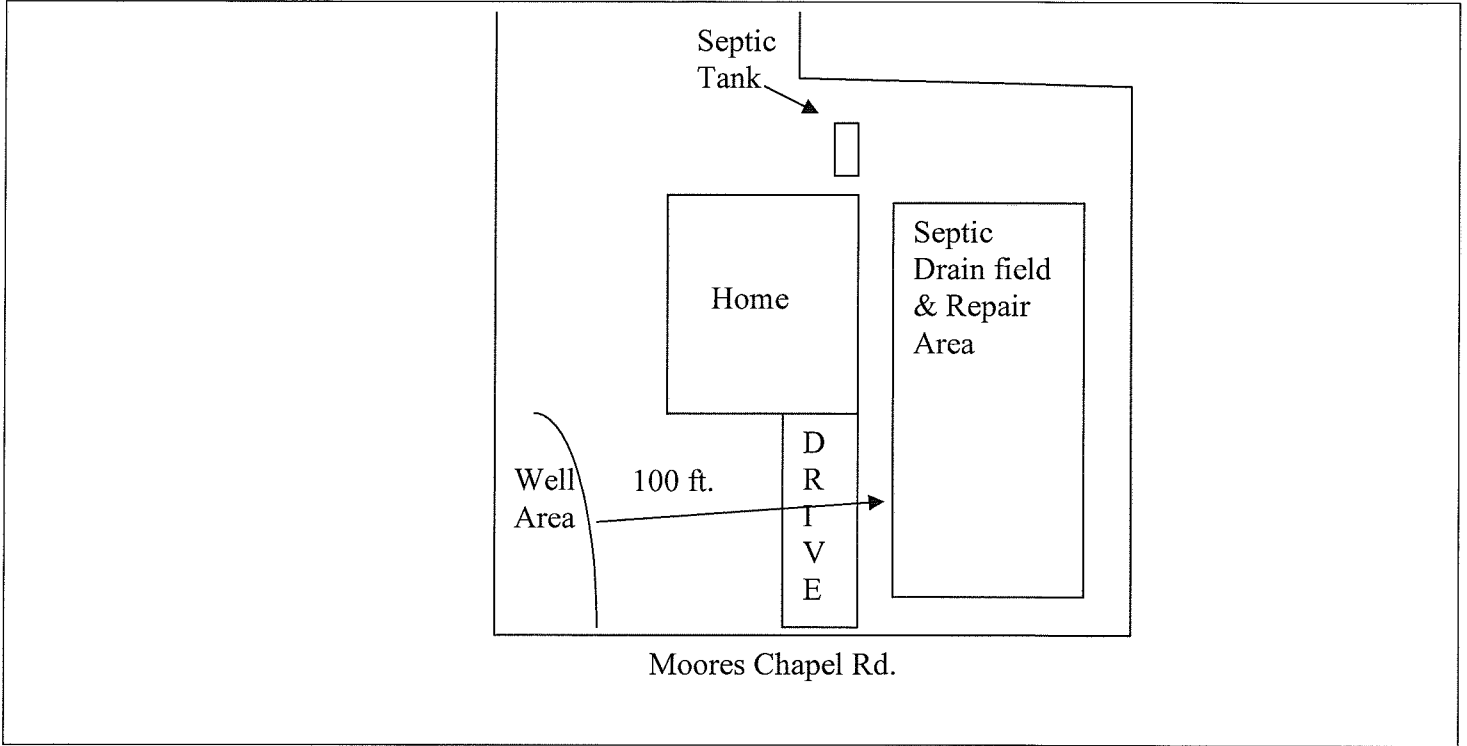 Septic
Tank
Home
Septic
Drain field
& Repair
Area
Well
Area
100 ft.
D
R
I
V
E
Moores Chapel Rd.